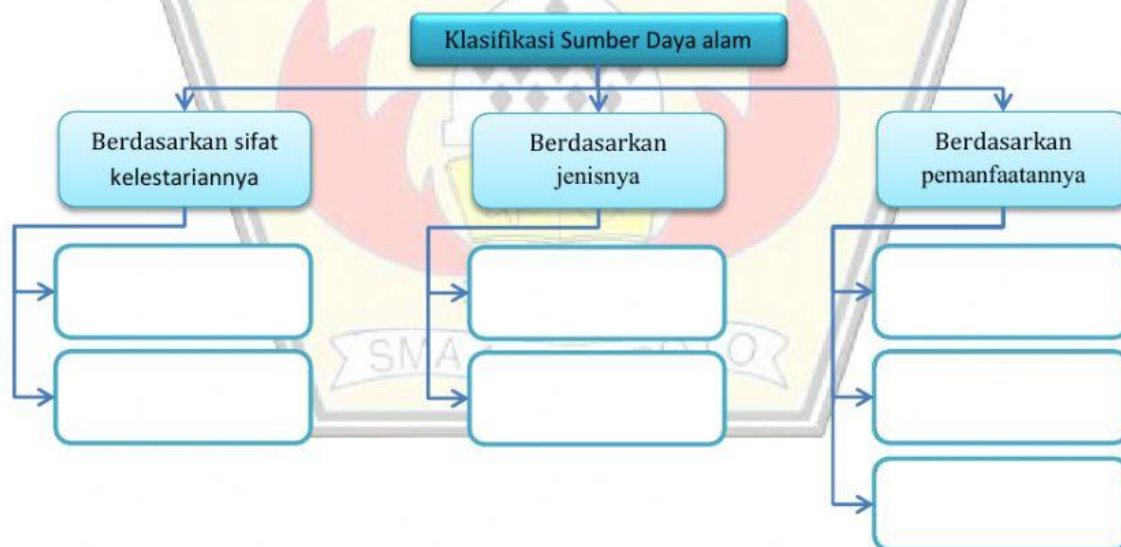 Klasifikasi Sumber Daya alam
Berdasarkan sifat
kelestariannya
Berdasarkan
jenisnya
Berdasarkan
pemanfaatannya
SMA